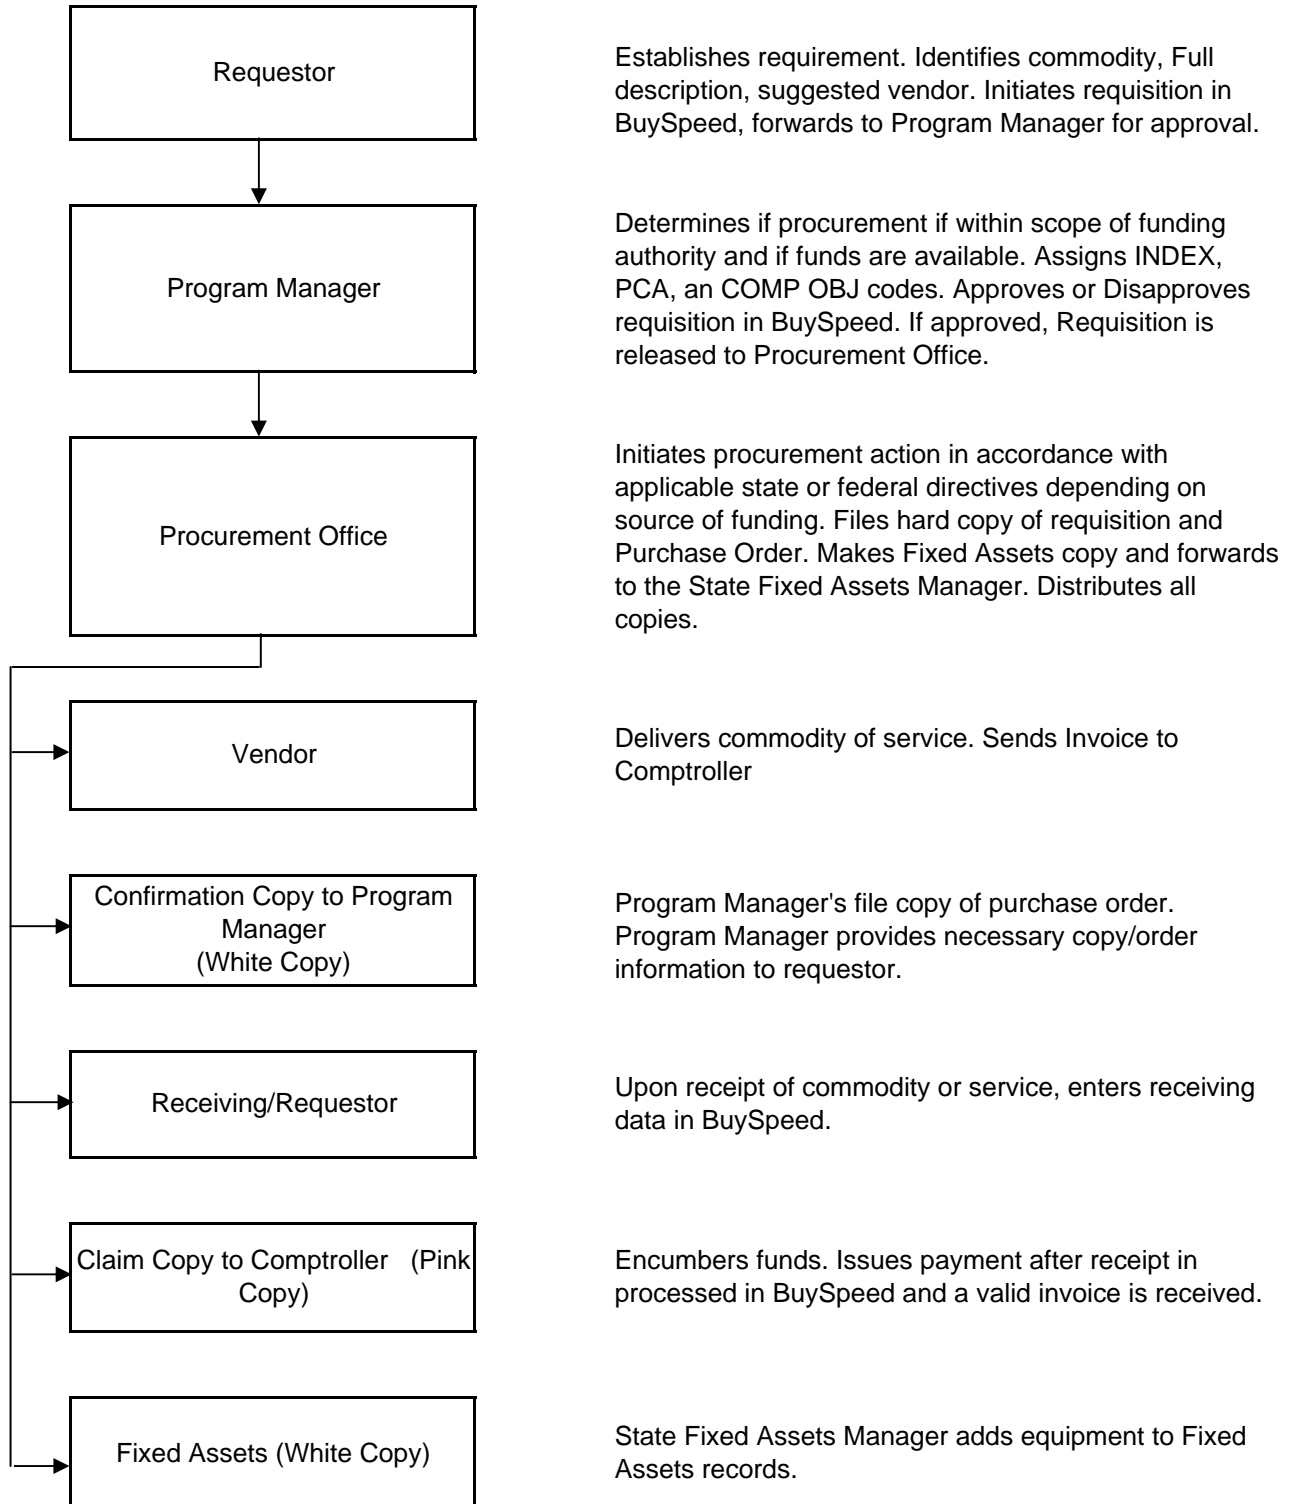 Requestor
Establishes requirement. Identifies commodity, Full
description, suggested vendor. Initiates requisition in
BuySpeed, forwards to Program Manager for approval.
Program Manager
Determines if procurement if within scope of funding
authority and if funds are available. Assigns INDEX,
PCA, an COMP OBJ codes. Approves or Disapproves
requisition in BuySpeed. If approved, Requisition is
released to Procurement Office.
Procurement Office
Initiates procurement action in accordance with
applicable state or federal directives depending on
source of funding. Files hard copy of requisition and
Purchase Order. Makes Fixed Assets copy and forwards
to the State Fixed Assets Manager. Distributes all
copies.
Vendor
Delivers commodity of service. Sends Invoice to
Comptroller
Confirmation Copy to Program
Manager
(White Copy)
Program Manager's file copy of purchase order.
Program Manager provides necessary copy/order
information to requestor.
Receiving/Requestor
Upon receipt of commodity or service, enters receiving
data in BuySpeed.
Claim Copy to Comptroller (Pink
Copy)
Encumbers funds. Issues payment after receipt in
processed in BuySpeed and a valid invoice is received.
Fixed Assets (White Copy)
State Fixed Assets Manager adds equipment to Fixed
Assets records.